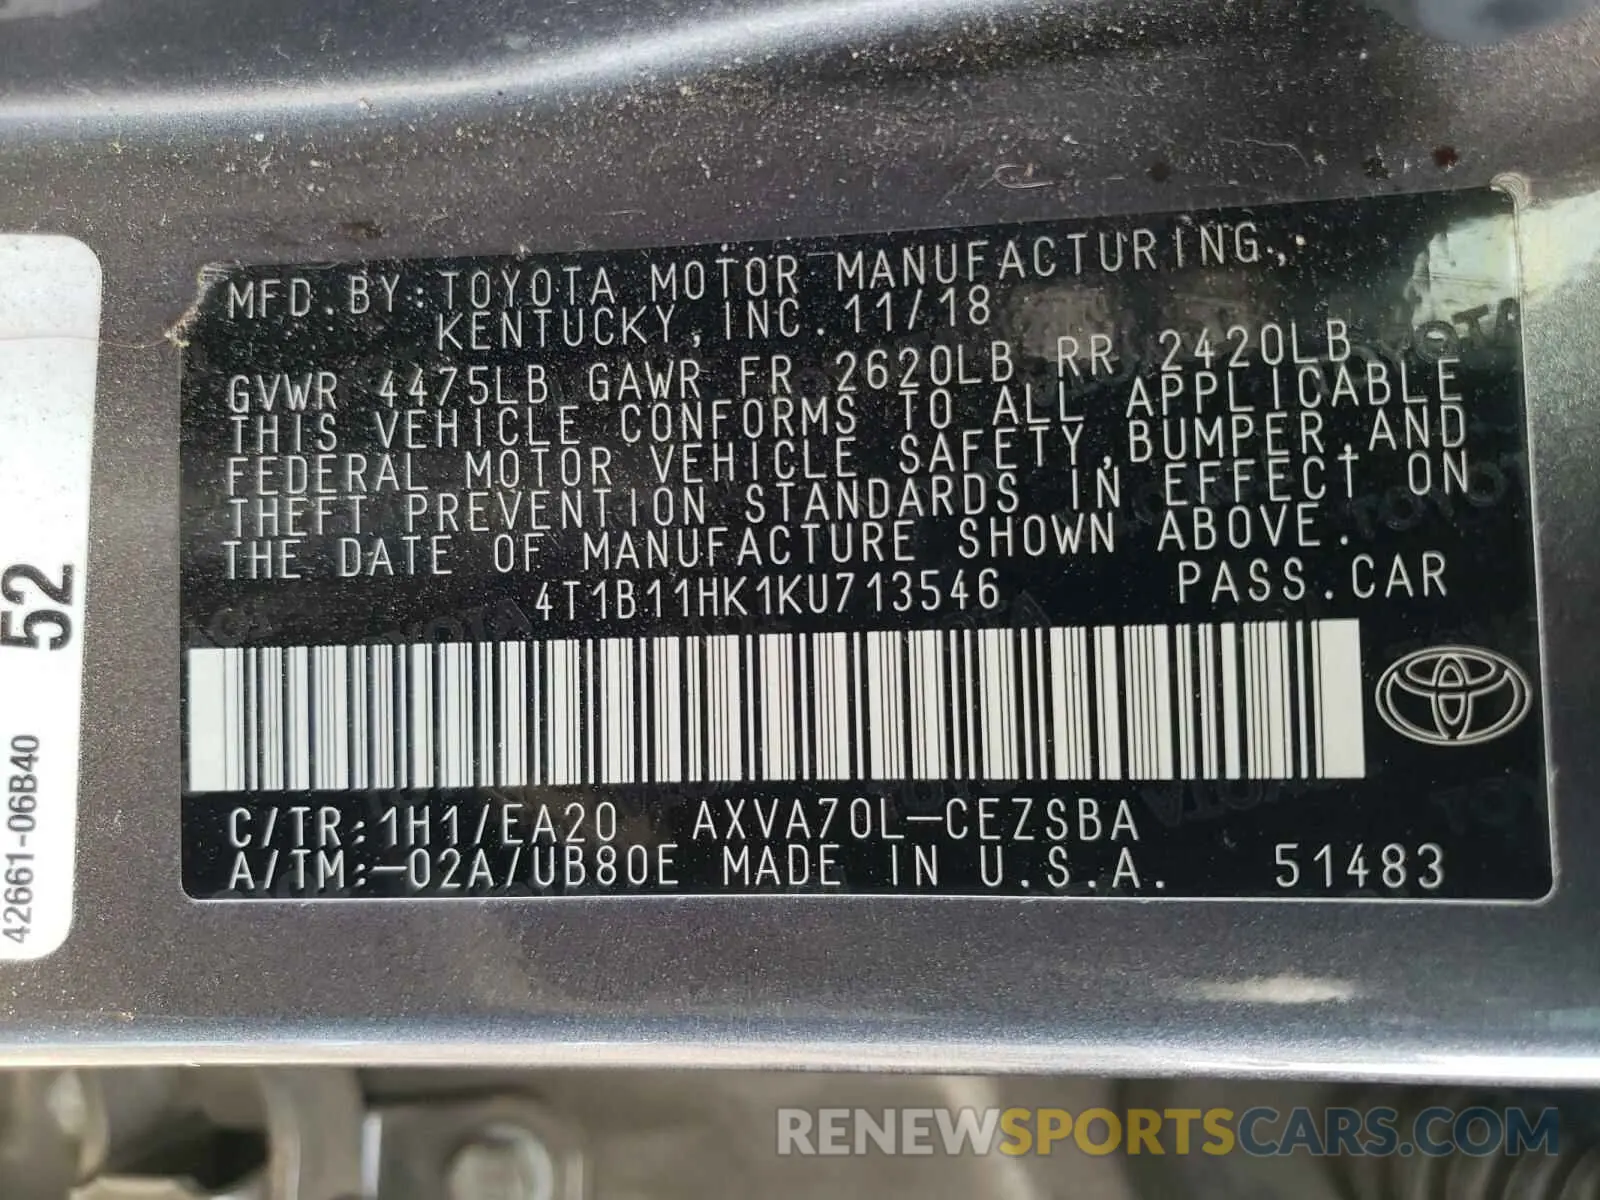 MFD. BY: TOYOTA MOTOR MANUFACTURING,
KENTUCKY, INC. 11/18
GVWR 4475LB GAWR FR 2620LB RR 2420LB
THIS VEHICLE CONFORMS TO ALL APPLICABLE
FEDERAL MOTOR VEHICLE SAFETY, BUMPER, AND
THEFT PREVENTION STANDARDS IN EFFECT ON
THE DATE OF MANUFACTURE SHOWN ABOVE.
4T1B11HK1KU713546 PASS. CAR
C/TR: 1H1/EA20 AXVA70L-CEZSBA
A/TM: -02A/UB80E MADE IN U.S.A. 51483
52
42661-06B40
RENEWSPORTSCARS.COM